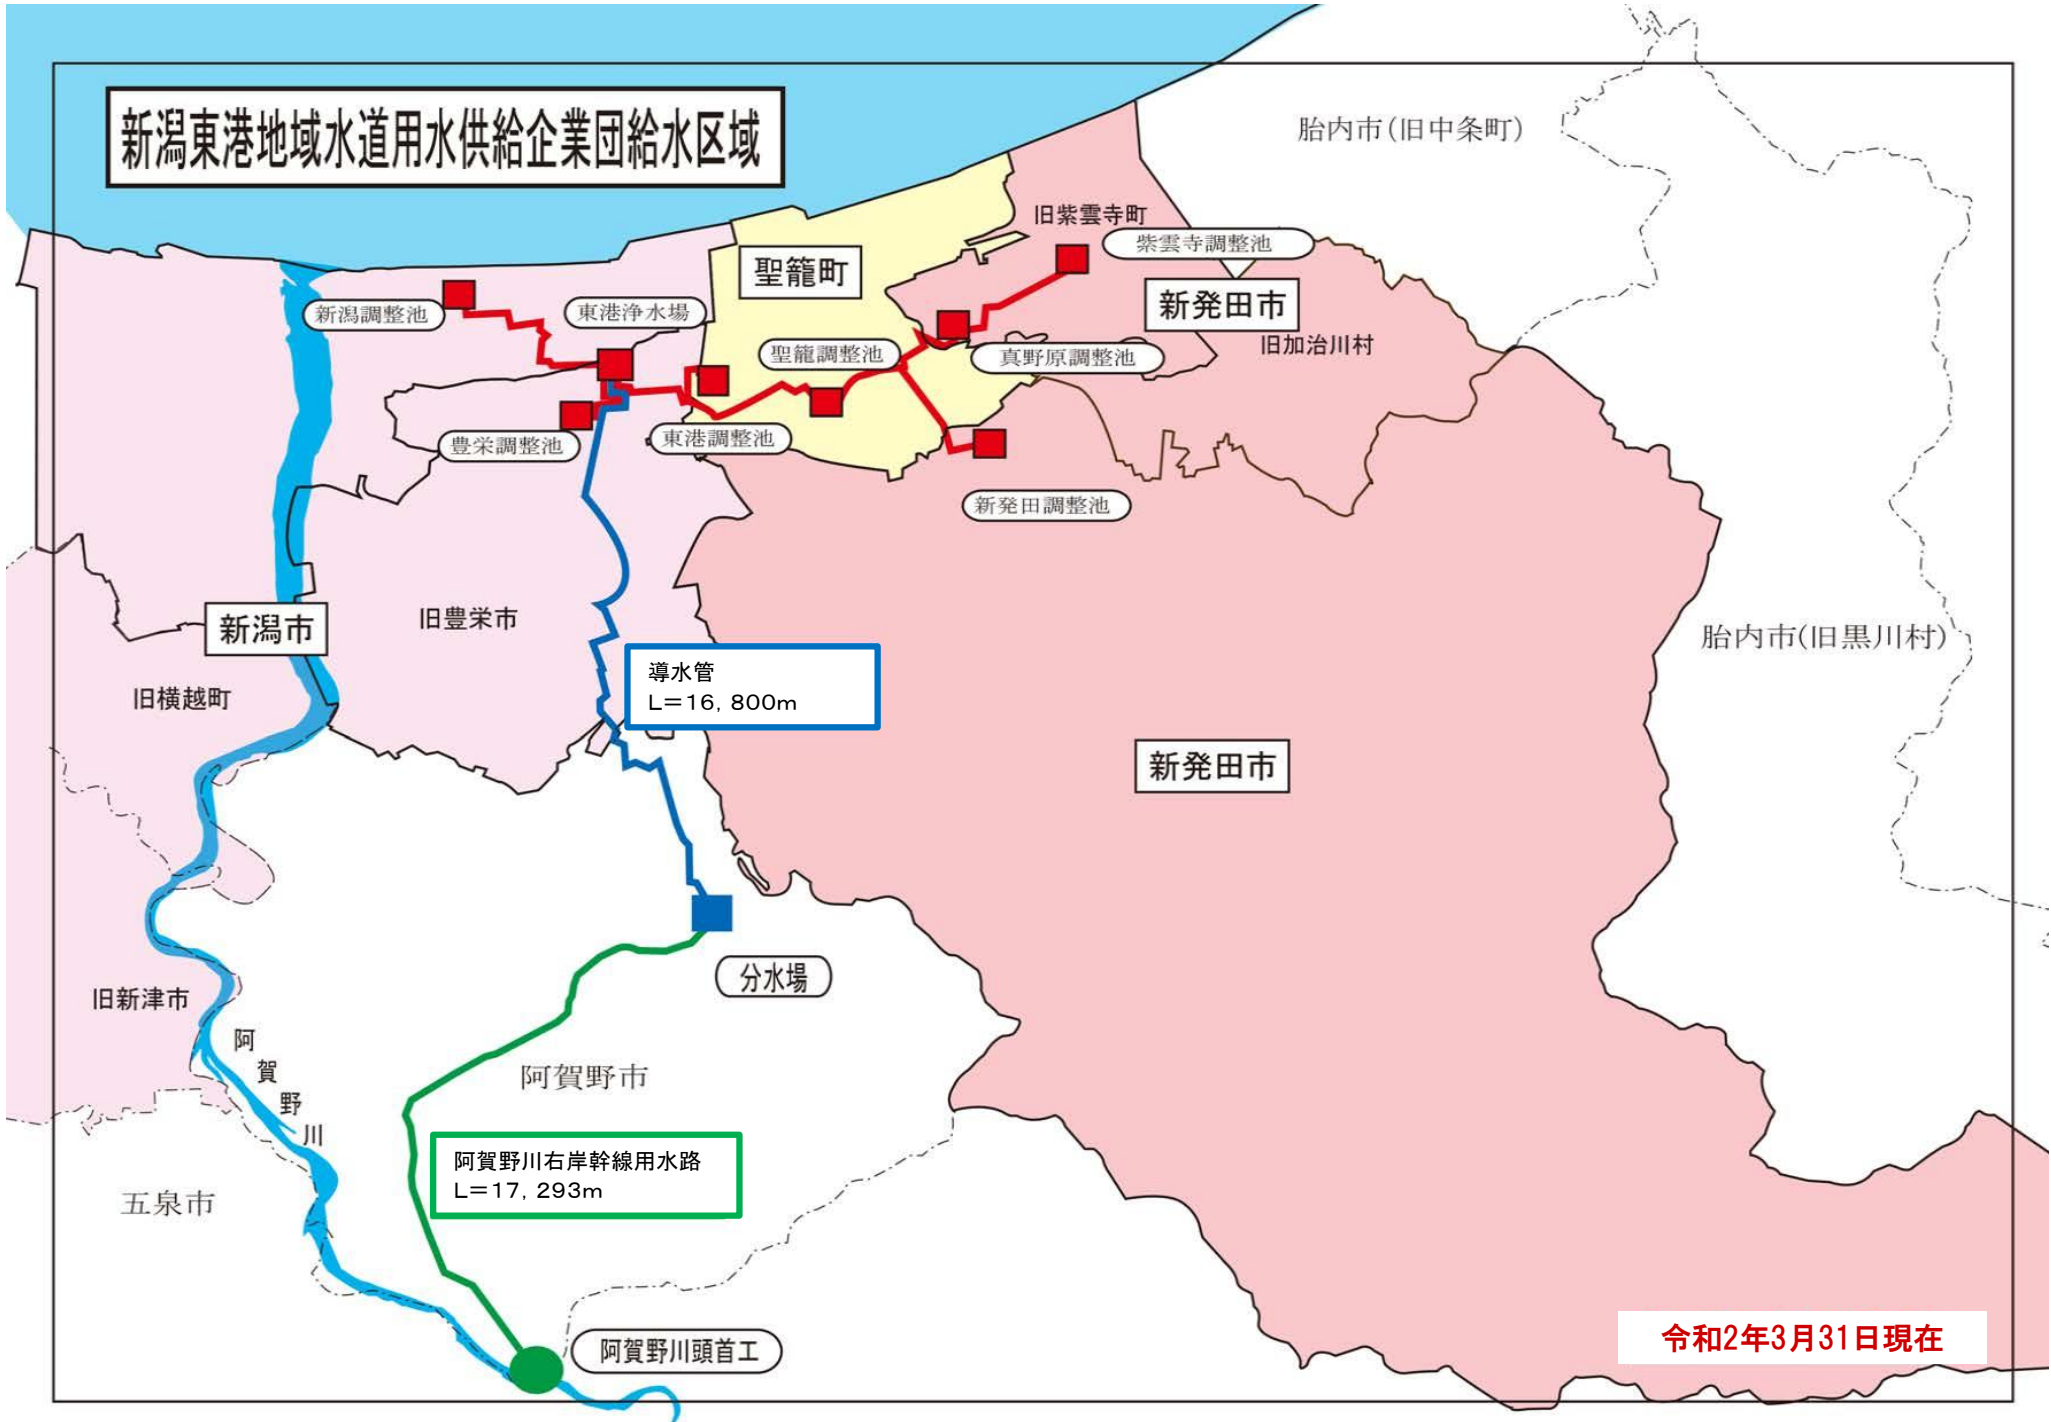 新潟東港地域水道用水供給企業団給水区域
胎内市(旧中条町)
旧紫雲寺町
紫雲寺調整池
聖籠町
新発田市
新潟調整池
東港浄水場
旧加治川村
聖籠調整池
真野原調整池
豊栄調整池
東港調整池
新発田調整池
新潟市
旧豊栄市
胎内市(旧黒川村)
旧横越町
導水管
L=16,800m
新発田市
分水場
旧新津市
阿賀野川
阿賀野市
阿賀野川右岸幹線用水路
L=17,293m
五泉市
阿賀野川頭首工
令和2年3月31日現在